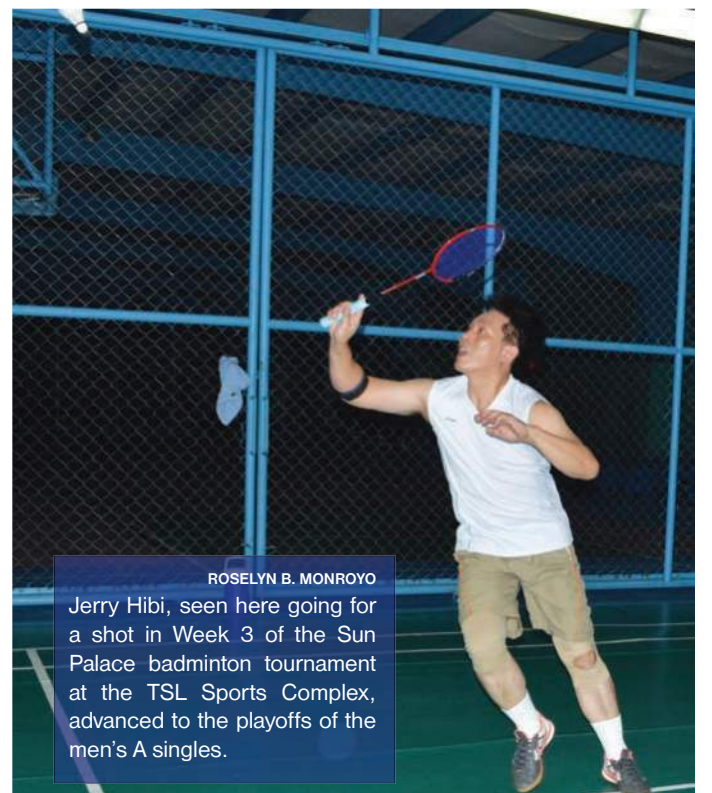 ROSELYN B. MONROYO
Jerry Hibi, seen here going for
a shot in Week 3 of the Sun
Palace badminton tournament
at the TSL Sports Complex,
advanced to the playoffs of the
men’s A singles.